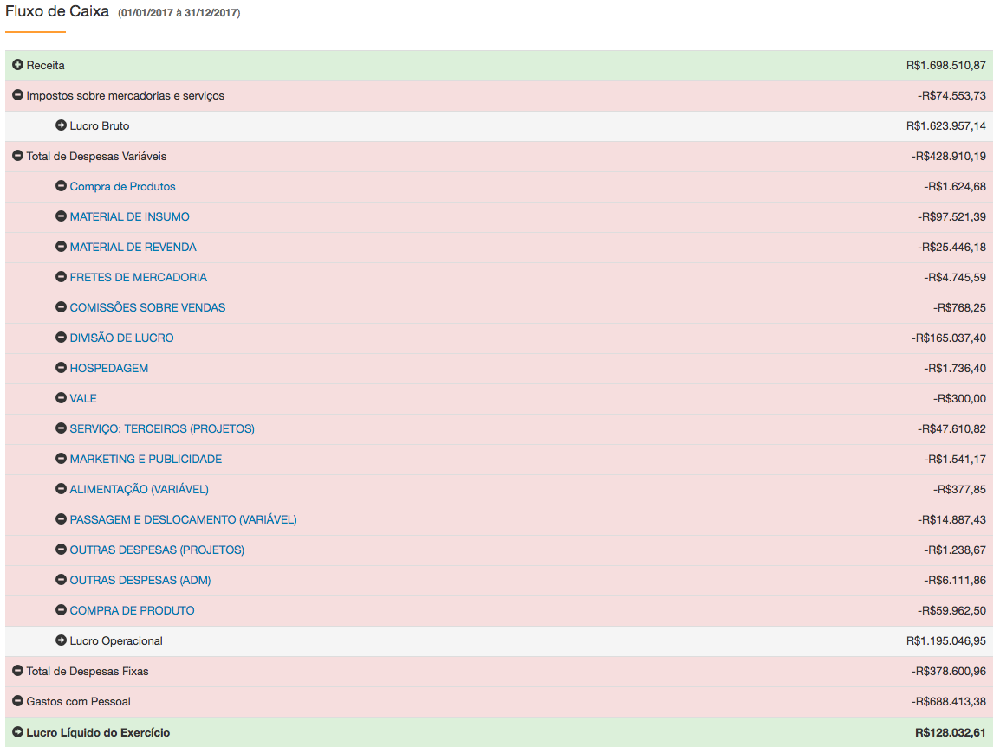 Fluxo de Caixa (01/01/2017 à 31/12/2017)
Receita R$1.698.510,87
Impostos sobre mercadorias e serviços -R$74.553,73
Lucro Bruto R$1.623.957,14
Total de Despesas Variáveis -R$428.910,19
Compra de Produtos -R$1.624,68
MATERIAL DE INSUMO -R$97.521,39
MATERIAL DE REVENDA -R$25.446,18
FRETES DE MERCADORIA -R$4.745,59
COMISSÕES SOBRE VENDAS -R$768,25
DIVISÃO DE LUCRO -R$165.037,40
HOSPEDAGEM -R$1.736,40
VALE -R$300,00
SERVIÇO: TERCEIROS (PROJETOS) -R$47.610,82
MARKETING E PUBLICIDADE -R$1.541,17
ALIMENTAÇÃO (VARIÁVEL) -R$377,85
PASSAGEM E DESLOCAMENTO (VARIÁVEL) -R$14.887,43
OUTRAS DESPESAS (PROJETOS) -R$1.238,67
OUTRAS DESPESAS (ADM) -R$6.111,86
COMPRA DE PRODUTO -R$59.962,50
Lucro Operacional R$1.195.046,95
Total de Despesas Fixas -R$378.600,96
Gastos com Pessoal -R$688.413,38
Lucro Líquido do Exercício R$128.032,61